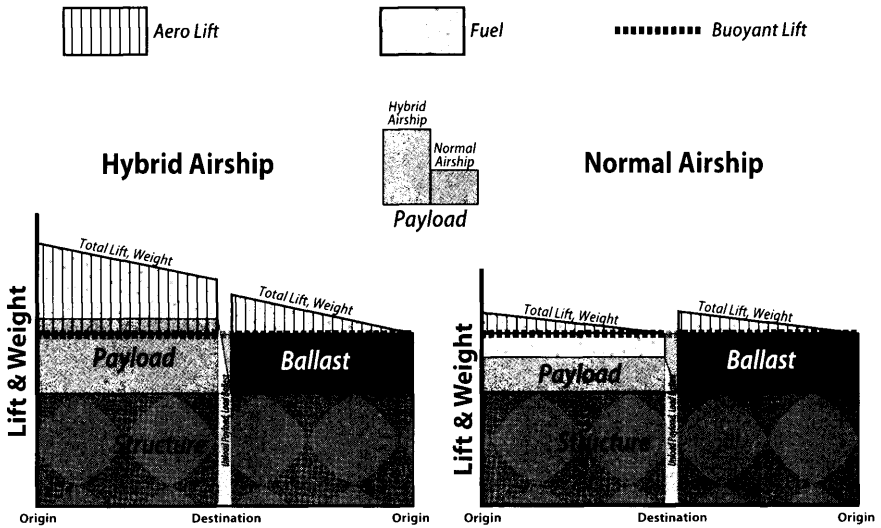 Aero Lift
Fuel
Buoyant Lift
Hybrid
Airship
Normal
Airship
Payload
Hybrid Airship
Normal Airship
Lift & Weight
Total Lift, Weight
Total Lift, Weight
Payload
Ballast
Structure
Origin
Destination
Origin
Lift & Weight
Total Lift, Weight
Total Lift, Weight
Payload
Ballast
Structure
Origin
Destination
Origin